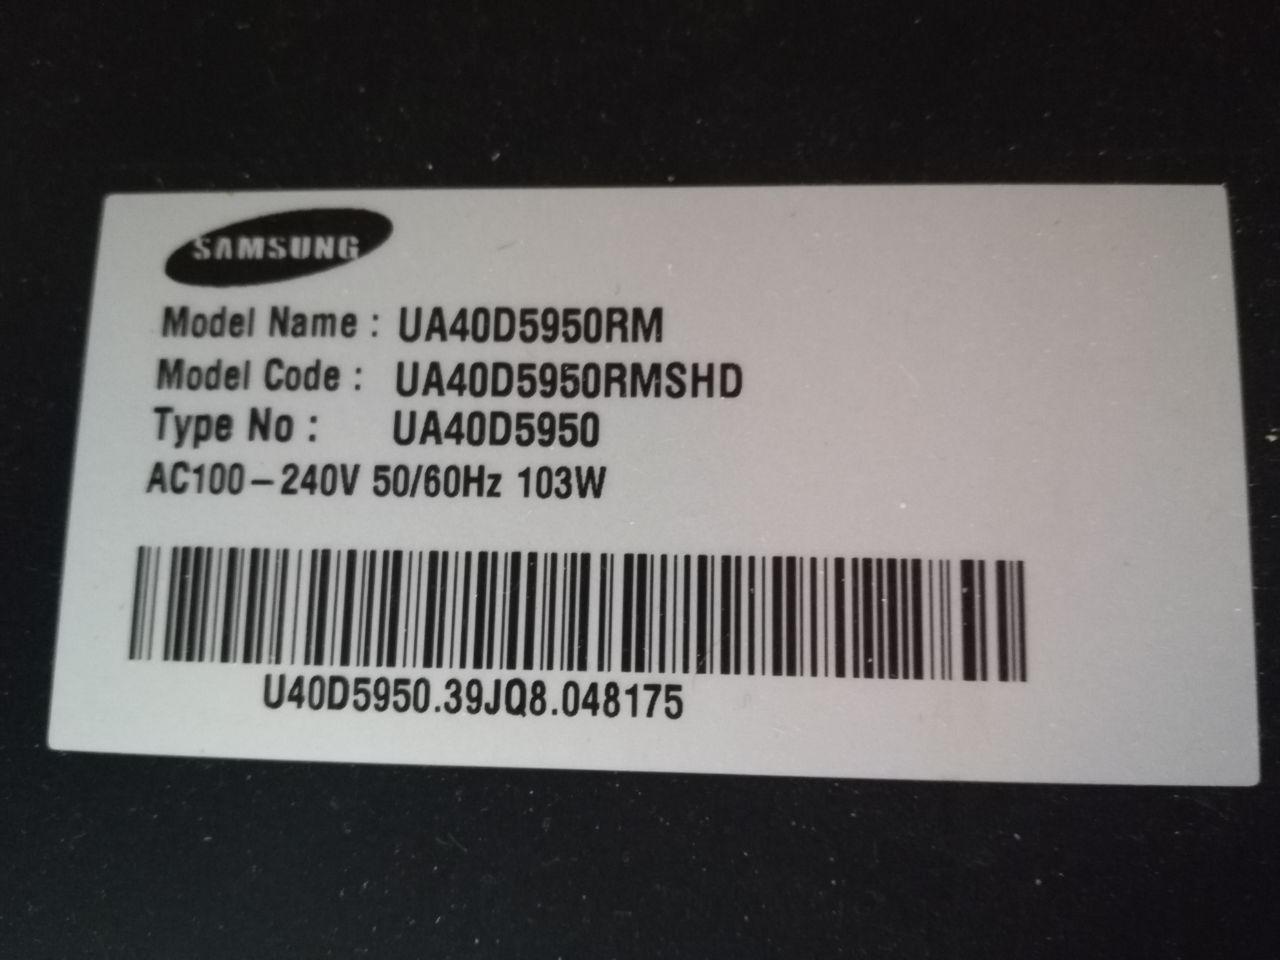 SAMSUNG
Model Name : UA40D5950RM
Model Code : UA40D5950RMSHD
Type No : UA40D5950
AC100-240V 50/60Hz 103W
U40D5950.39JQ8.048175